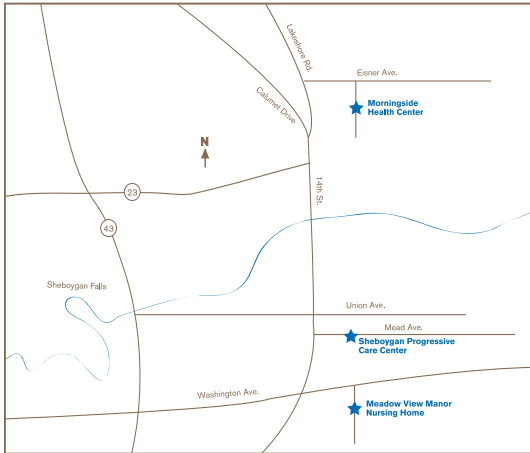 Lakeshore Rd.
Eisner Ave.
Calumet Drive
Morningside
Health Center
N
14th St.
23
43
Sheboygan Falls
Union Ave.
Mead Ave.
Sheboygan Progressive
Care Center
Washington Ave.
Meadow View Manor
Nursing Home